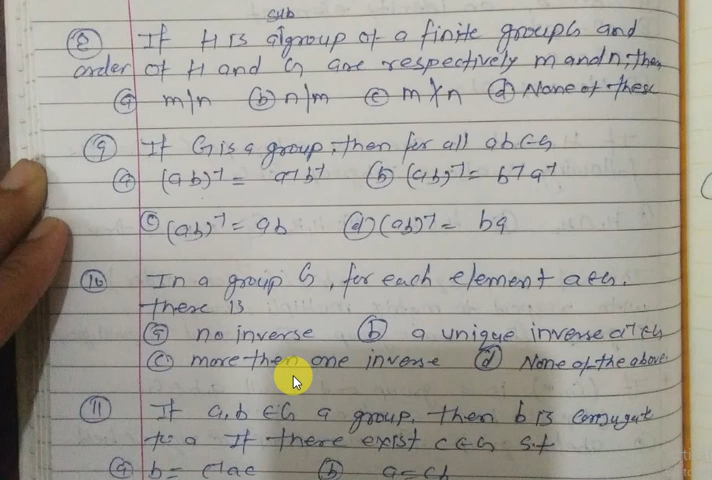 sub
⑧ If H is a group of a finite group G and
order of H and G are respectively m and n, then
ⓐ m|n ⓑ n|m ⓒ m∤n ⓓ None of these
⑨ If G is a group, then for all ab ∈ G
ⓐ (ab)⁻¹ = a⁻¹b⁻¹ ⓑ (ab)⁻¹ = b⁻¹a⁻¹
ⓒ (ab)⁻¹ = ab ⓓ (ab)⁻¹ = ba
⑩ In a group G, for each element a ∈ G.
there is
ⓐ no inverse ⓑ a unique inverse a⁻¹ ∈ G
ⓒ more then one inverse ⓓ None of the above
⑪ If a, b ∈ G a group, then b is conjugate
to a If there exist c ∈ G s.t
ⓐ b = c⁻¹ac ⓑ a = cb